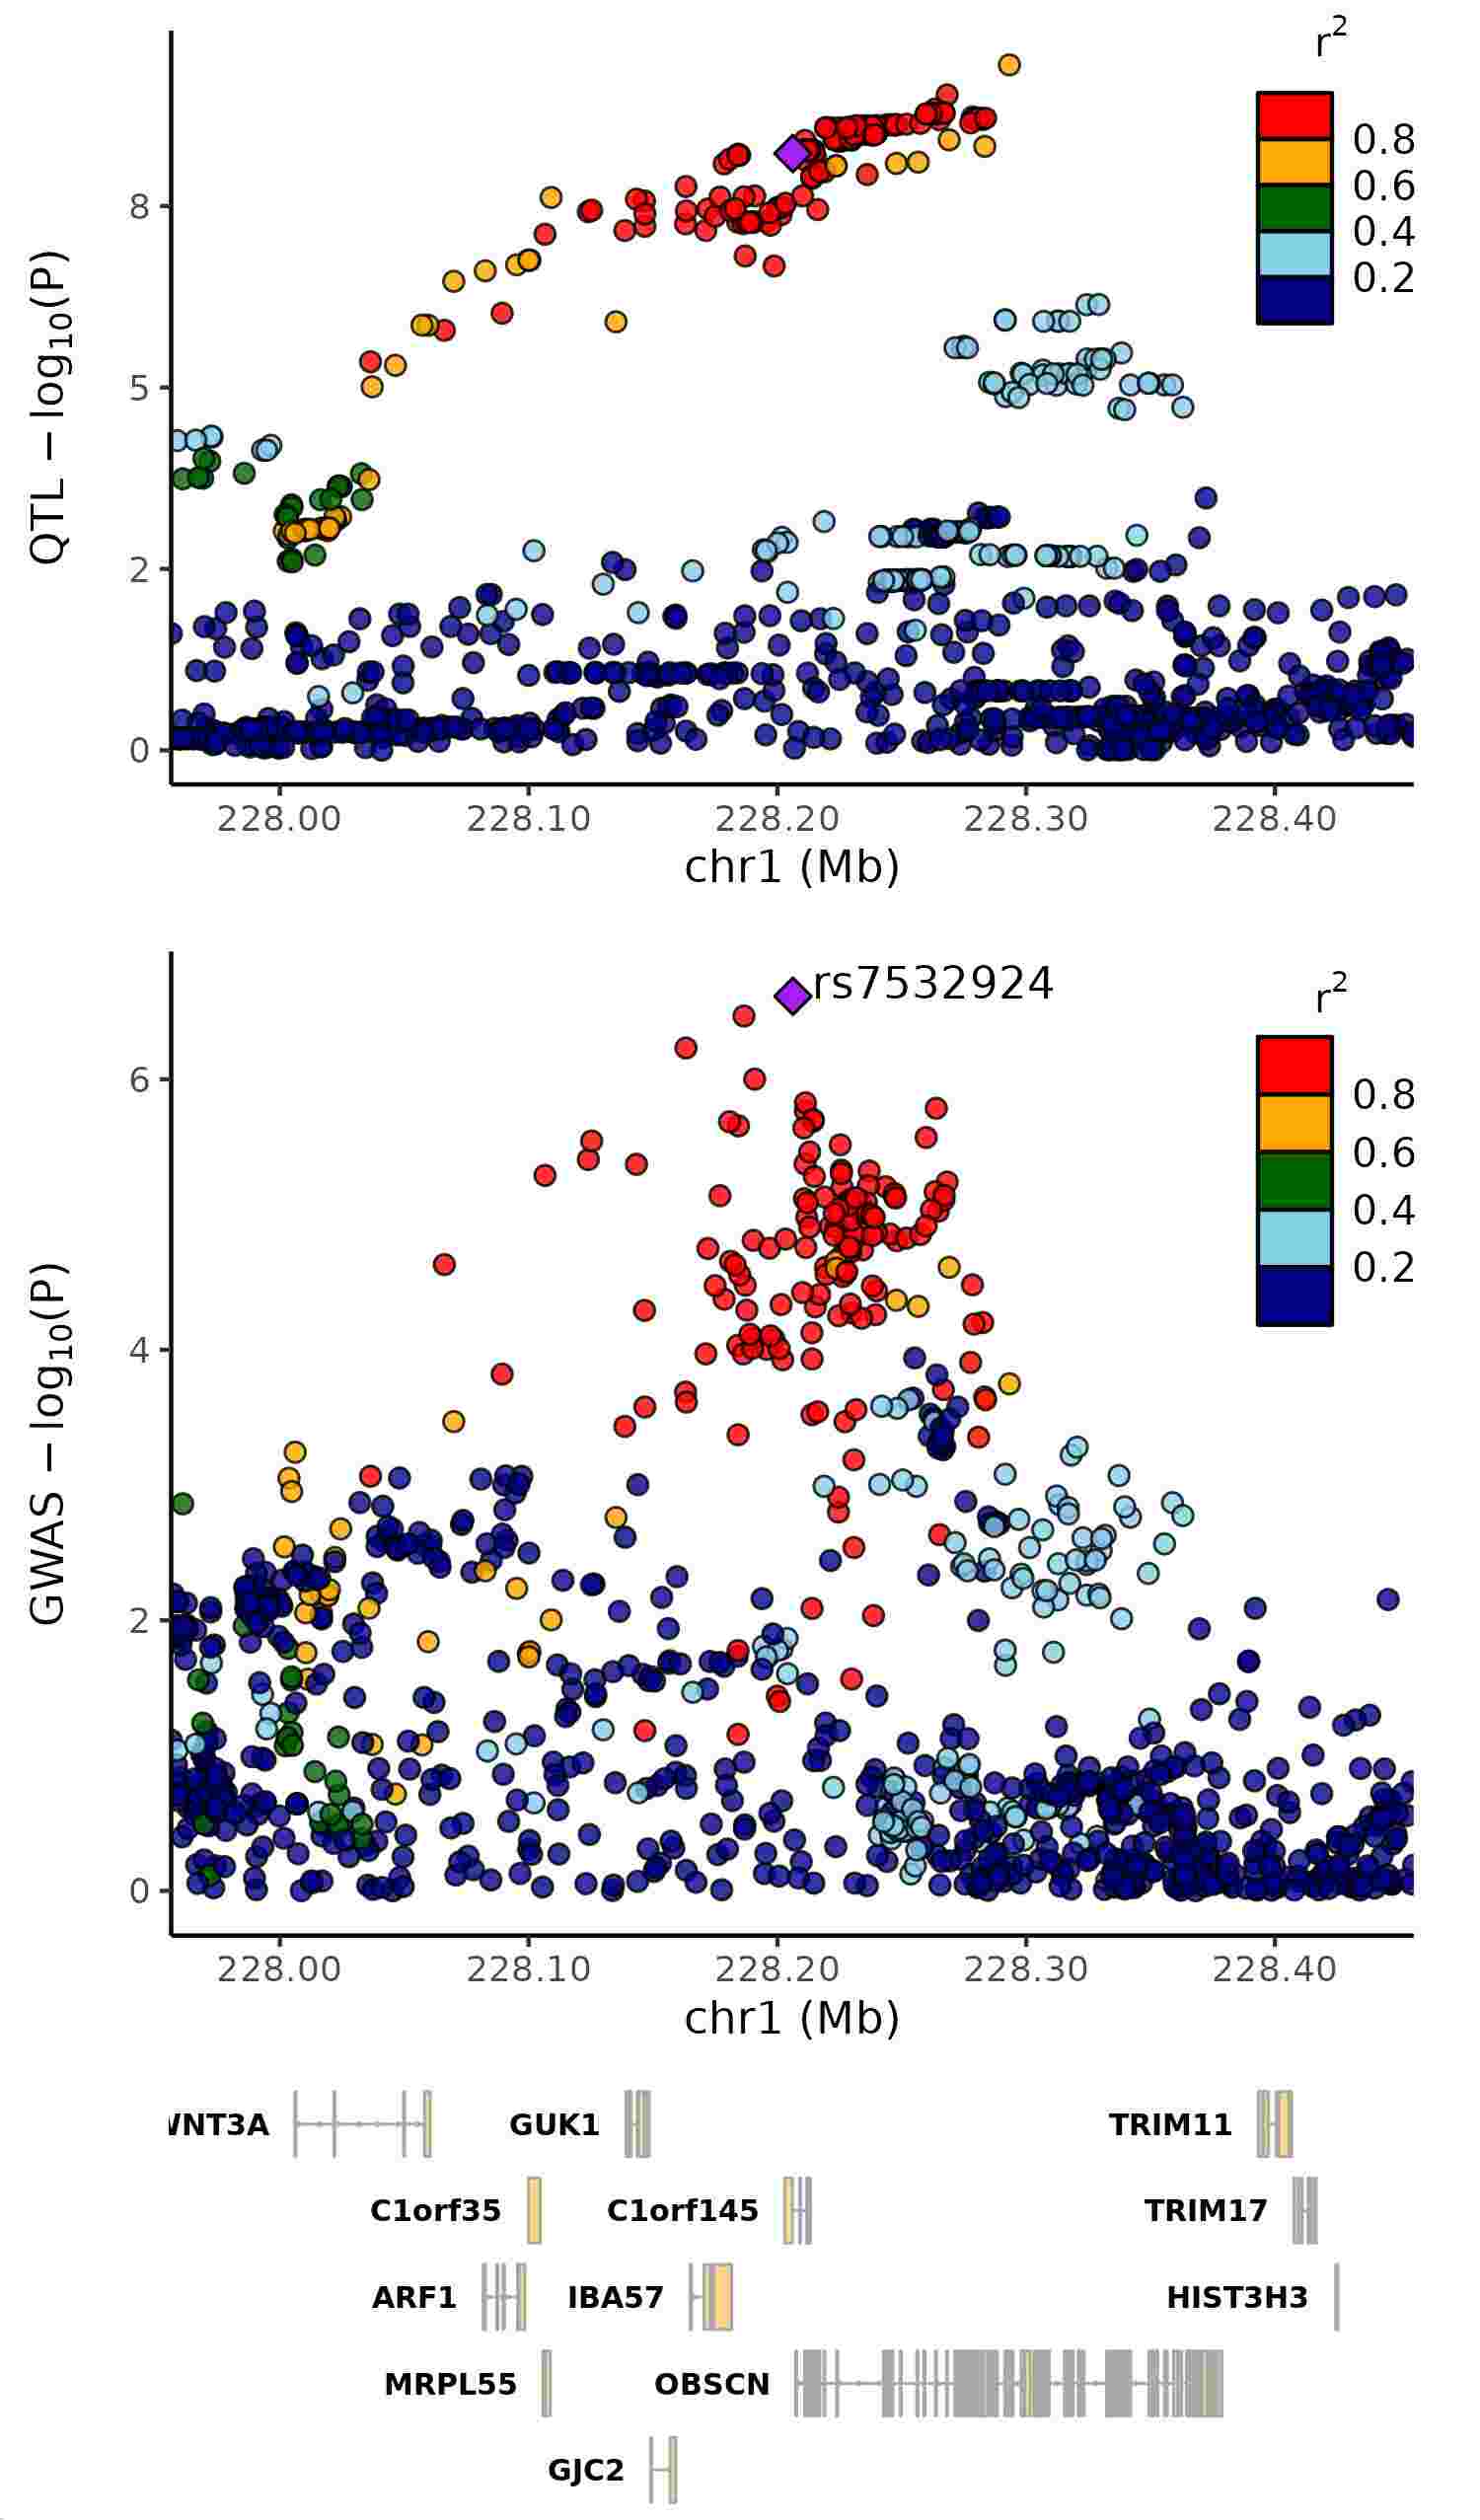 r2
0.8
0.6
0.4
0.2
QTL − log10(P)
8
5
2
0
228.00 228.10 228.20 228.30 228.40
chr1 (Mb)
rs7532924
r2
0.8
0.6
0.4
0.2
GWAS − log10(P)
6
4
2
0
228.00 228.10 228.20 228.30 228.40
chr1 (Mb)
WNT3A GUK1 TRIM11
C1orf35 C1orf145 TRIM17
ARF1 IBA57 HIST3H3
MRPL55 OBSCN
GJC2